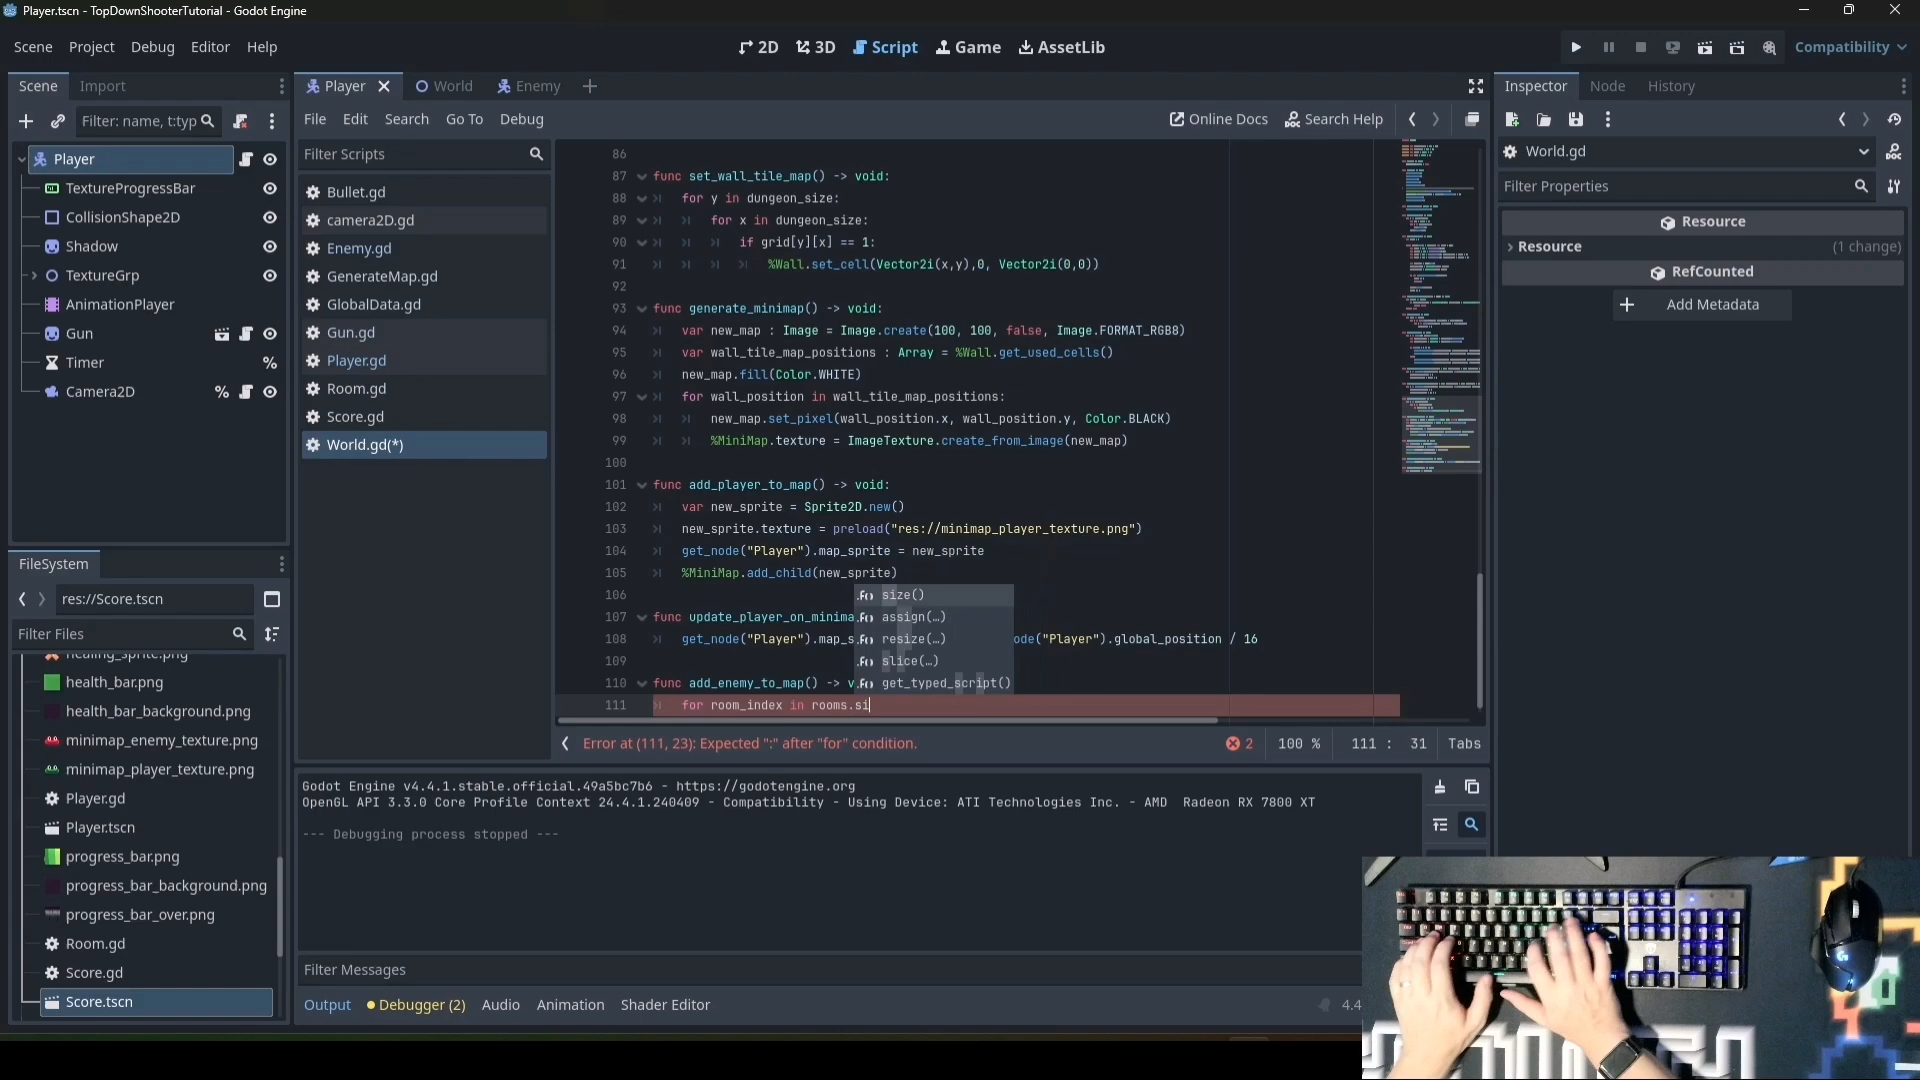 Player.tscn - TopDownShooterTutorial - Godot Engine
Scene Project Debug Editor Help
2D 3D Script Game AssetLib
Compatibility
Scene Import
Filter: name, t:typ
Player
TextureProgressBar
CollisionShape2D
Shadow
TextureGrp
AnimationPlayer
Gun
Timer
Camera2D
FileSystem
res://Score.tscn
Filter Files
health_bar.png
health_bar_background.png
minimap_enemy_texture.png
minimap_player_texture.png
Player.gd
Player.tscn
progress_bar.png
progress_bar_background.png
progress_bar_over.png
Room.gd
Score.gd
Score.tscn
Player World Enemy
File Edit Search Go To Debug
Online Docs Search Help
Filter Scripts
Bullet.gd
camera2D.gd
Enemy.gd
GenerateMap.gd
GlobalData.gd
Gun.gd
Player.gd
Room.gd
Score.gd
World.gd(*)
86
87 func set_wall_tile_map() -> void:
88 for y in dungeon_size:
89 for x in dungeon_size:
90 if grid[y][x] == 1:
91 %Wall.set_cell(Vector2i(x,y),0, Vector2i(0,0))
92
93 func generate_minimap() -> void:
94 var new_map : Image = Image.create(100, 100, false, Image.FORMAT_RGB8)
95 var wall_tile_map_positions : Array = %Wall.get_used_cells()
96 new_map.fill(Color.WHITE)
97 for wall_position in wall_tile_map_positions:
98 new_map.set_pixel(wall_position.x, wall_position.y, Color.BLACK)
99 %MiniMap.texture = ImageTexture.create_from_image(new_map)
100
101 func add_player_to_map() -> void:
102 var new_sprite = Sprite2D.new()
103 new_sprite.texture = preload("res://minimap_player_texture.png")
104 get_node("Player").map_sprite = new_sprite
105 %MiniMap.add_child(new_sprite)
106
107 func update_player_on_minima
108 get_node("Player").map_s ode("Player").global_position / 16
109
110 func add_enemy_to_map() -> v
111 for room_index in rooms.si
size()
assign(…)
resize(…)
slice(…)
get_typed_script()
Error at (111, 23): Expected ":" after "for" condition.
2 100 % 111 : 31 Tabs
Godot Engine v4.4.1.stable.official.49a5bc7b6 - https://godotengine.org
OpenGL API 3.3.0 Core Profile Context 24.4.1.240409 - Compatibility - Using Device: ATI Technologies Inc. - AMD Radeon RX 7800 XT
--- Debugging process stopped ---
Filter Messages
Output Debugger (2) Audio Animation Shader Editor
4.4
Inspector Node History
World.gd
Filter Properties
Resource
Resource (1 change)
RefCounted
Add Metadata